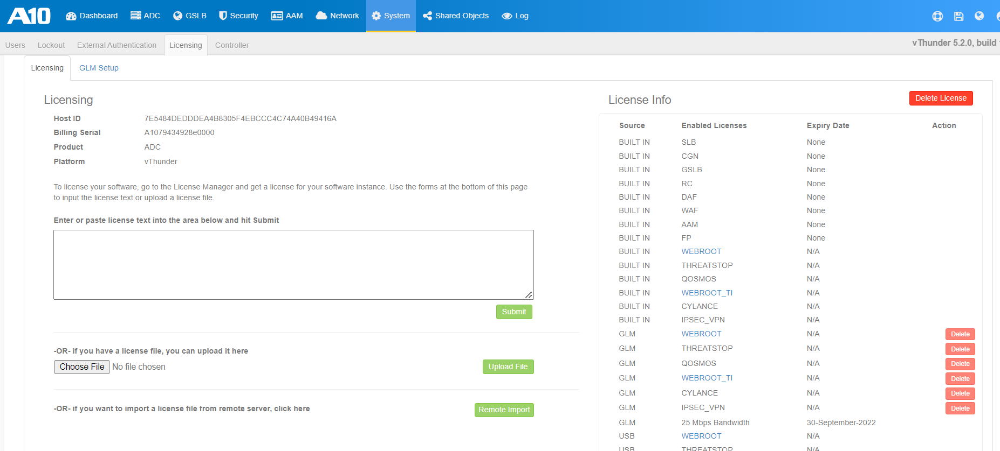 A10 Dashboard ADC GSLB Security AAM Network System Shared Objects Log
Users Lockout External Authentication Licensing Controller vThunder 5.2.0, build
Licensing GLM Setup
Licensing
Host ID 7E5484DEDDDEA4B8305F4EBCCC4C74A40B49416A
Billing Serial A1079434928e0000
Product ADC
Platform vThunder
To license your software, go to the License Manager and get a license for your software instance. Use the forms at the bottom of this page
to input the license text or upload a license file.
Enter or paste license text into the area below and hit Submit
Submit
-OR- if you have a license file, you can upload it here
Choose File No file chosen Upload File
-OR- if you want to import a license file from remote server, click here Remote Import
License Info Delete License
Source Enabled Licenses Expiry Date Action
BUILT IN SLB None
BUILT IN CGN None
BUILT IN GSLB None
BUILT IN RC None
BUILT IN DAF None
BUILT IN WAF None
BUILT IN AAM None
BUILT IN FP None
BUILT IN WEBROOT N/A
BUILT IN THREATSTOP N/A
BUILT IN QOSMOS N/A
BUILT IN WEBROOT_TI N/A
BUILT IN CYLANCE N/A
BUILT IN IPSEC_VPN N/A
GLM WEBROOT N/A Delete
GLM THREATSTOP N/A Delete
GLM QOSMOS N/A Delete
GLM WEBROOT_TI N/A Delete
GLM CYLANCE N/A Delete
GLM IPSEC_VPN N/A Delete
GLM 25 Mbps Bandwidth 30-September-2022
USB WEBROOT N/A
USB THREATSTOP N/A